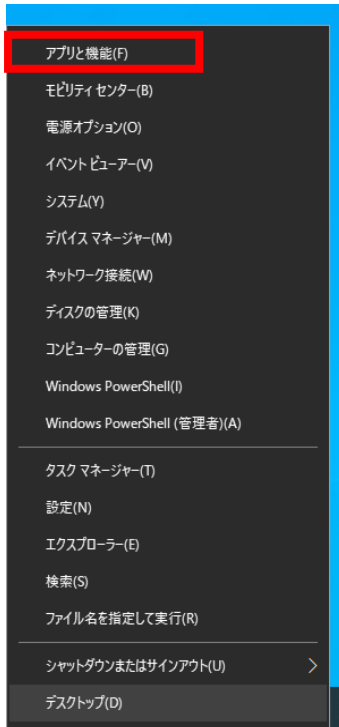 アプリと機能(F)
モビリティ センター(B)
電源オプション(O)
イベント ビューアー(V)
システム(Y)
デバイス マネージャー(M)
ネットワーク接続(W)
ディスクの管理(K)
コンピューターの管理(G)
Windows PowerShell(I)
Windows PowerShell (管理者)(A)
タスク マネージャー(T)
設定(N)
エクスプローラー(E)
検索(S)
ファイル名を指定して実行(R)
シャットダウンまたはサインアウト(U)
デスクトップ(D)